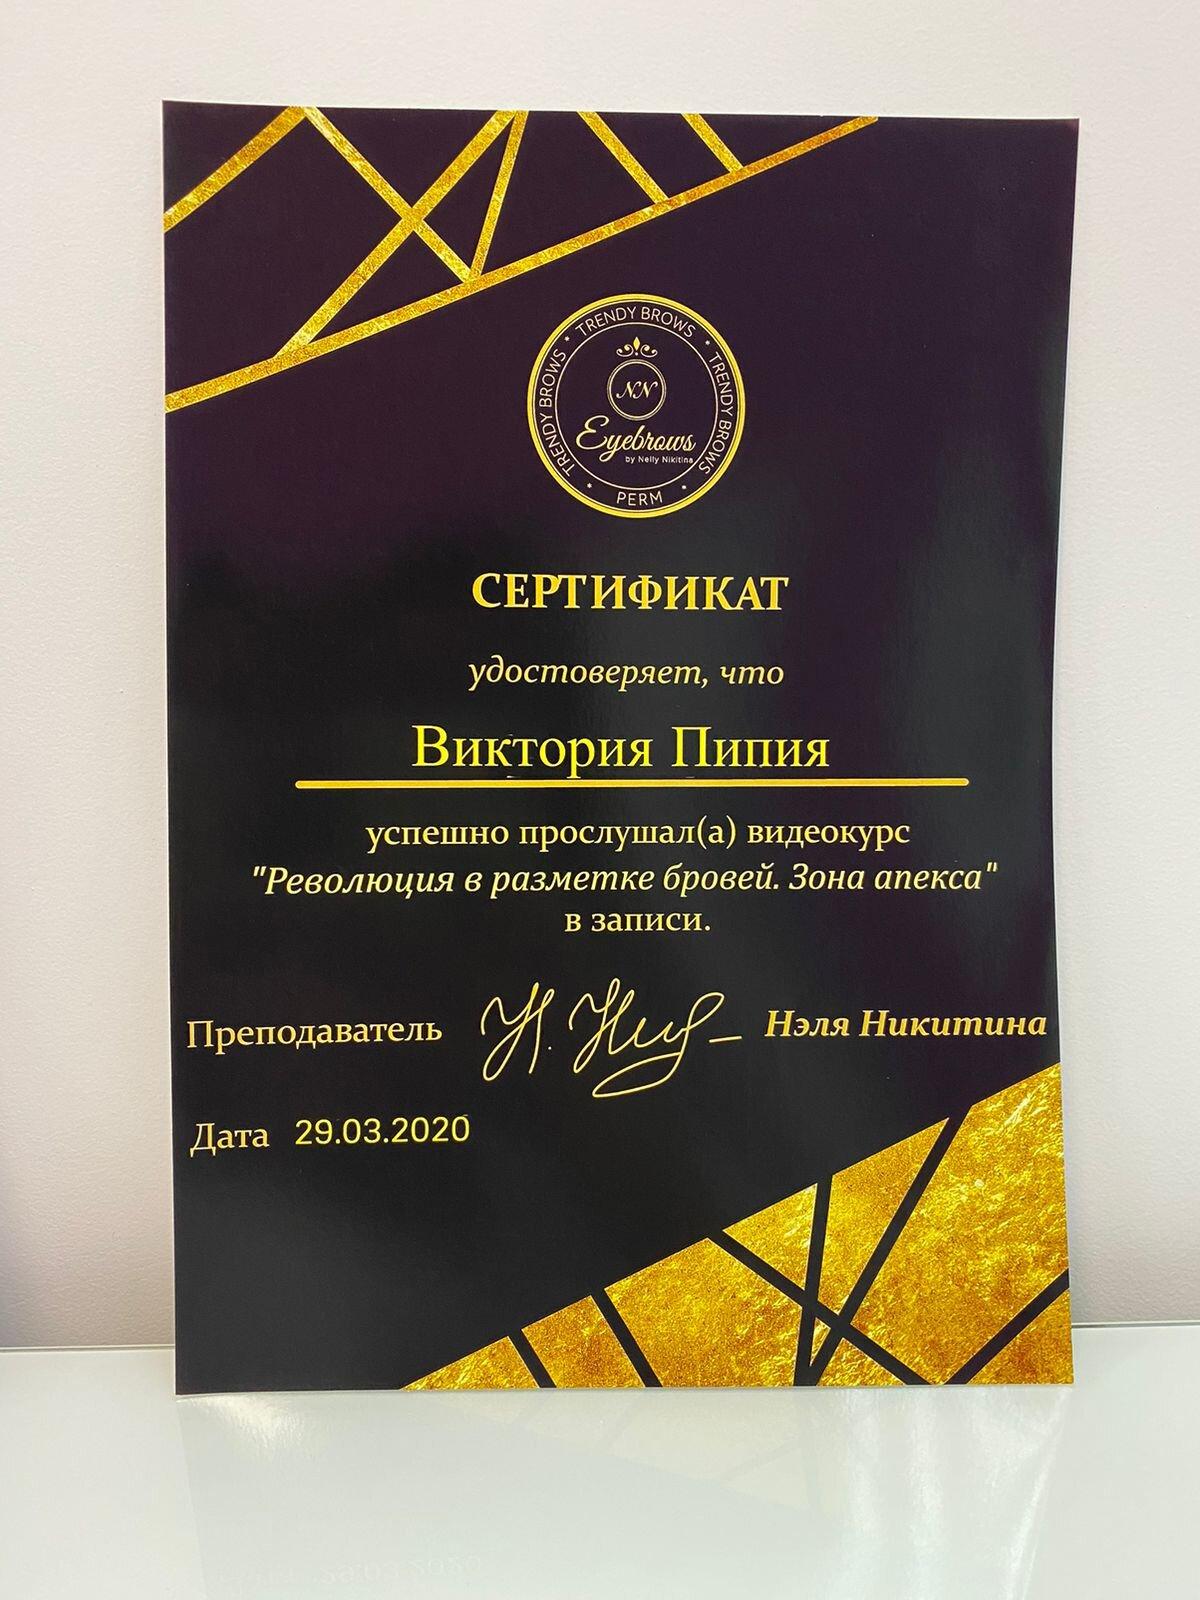 TRENDY BROWS • TRENDY BROWS • TRENDY BROWS
NN
Eyebrows
by Nelly Nikitina
• PERM •
СЕРТИФИКАТ
удостоверяет, что
Виктория Пипия
успешно прослушал(а) видеокурс
"Революция в разметке бровей. Зона апекса"
в записи.
Преподаватель Нэля Никитина
Дата 29.03.2020